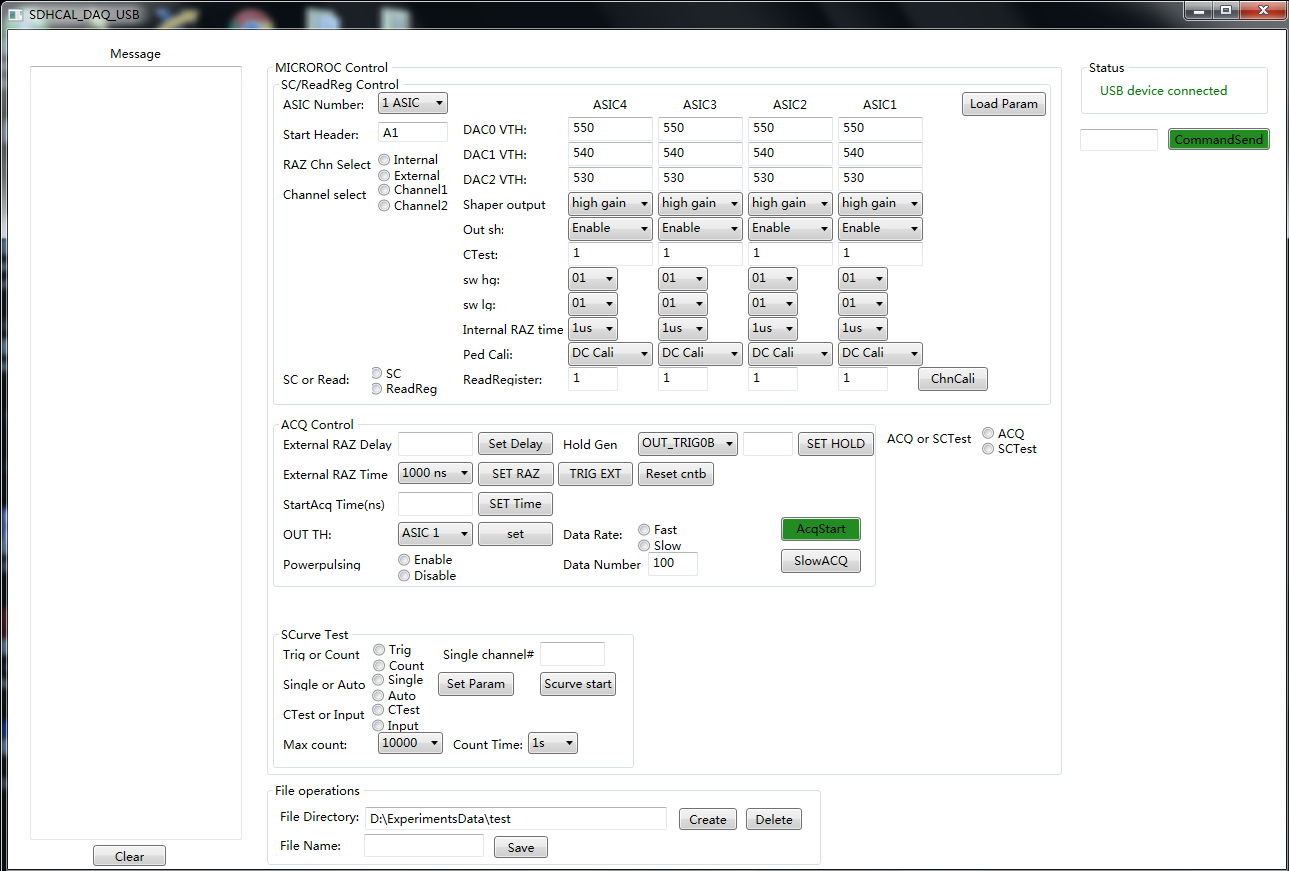 SDHCAL_DAQ_USB
Message
Clear
MICROROC Control
SC/ReadReg Control
ASIC Number: 1 ASIC
ASIC4 ASIC3 ASIC2 ASIC1 Load Param
Start Header: A1
DAC0 VTH: 550 550 550 550
RAZ Chn Select Internal External
DAC1 VTH: 540 540 540 540
Channel select Channel1 Channel2
DAC2 VTH: 530 530 530 530
Shaper output high gain high gain high gain high gain
Out sh: Enable Enable Enable Enable
CTest: 1 1 1 1
sw hg: 01 01 01 01
sw lg: 01 01 01 01
Internal RAZ time 1us 1us 1us 1us
Ped Cali: DC Cali DC Cali DC Cali DC Cali
SC or Read: SC ReadReg
ReadRegister: 1 1 1 1 ChnCali
ACQ Control
External RAZ Delay Set Delay Hold Gen OUT_TRIG0B SET HOLD
ACQ or SCTest ACQ SCTest
External RAZ Time 1000 ns SET RAZ TRIG EXT Reset cntb
StartAcq Time(ns) SET Time
OUT TH: ASIC 1 set Data Rate: Fast Slow AcqStart
Powerpulsing Enable Disable Data Number 100 SlowACQ
SCurve Test
Trig or Count Trig Count Single channel#
Single or Auto Single Auto Set Param Scurve start
CTest or Input CTest Input
Max count: 10000 Count Time: 1s
File operations
File Directory: D:\ExperimentsData\test Create Delete
File Name: Save
Status
USB device connected
CommandSend